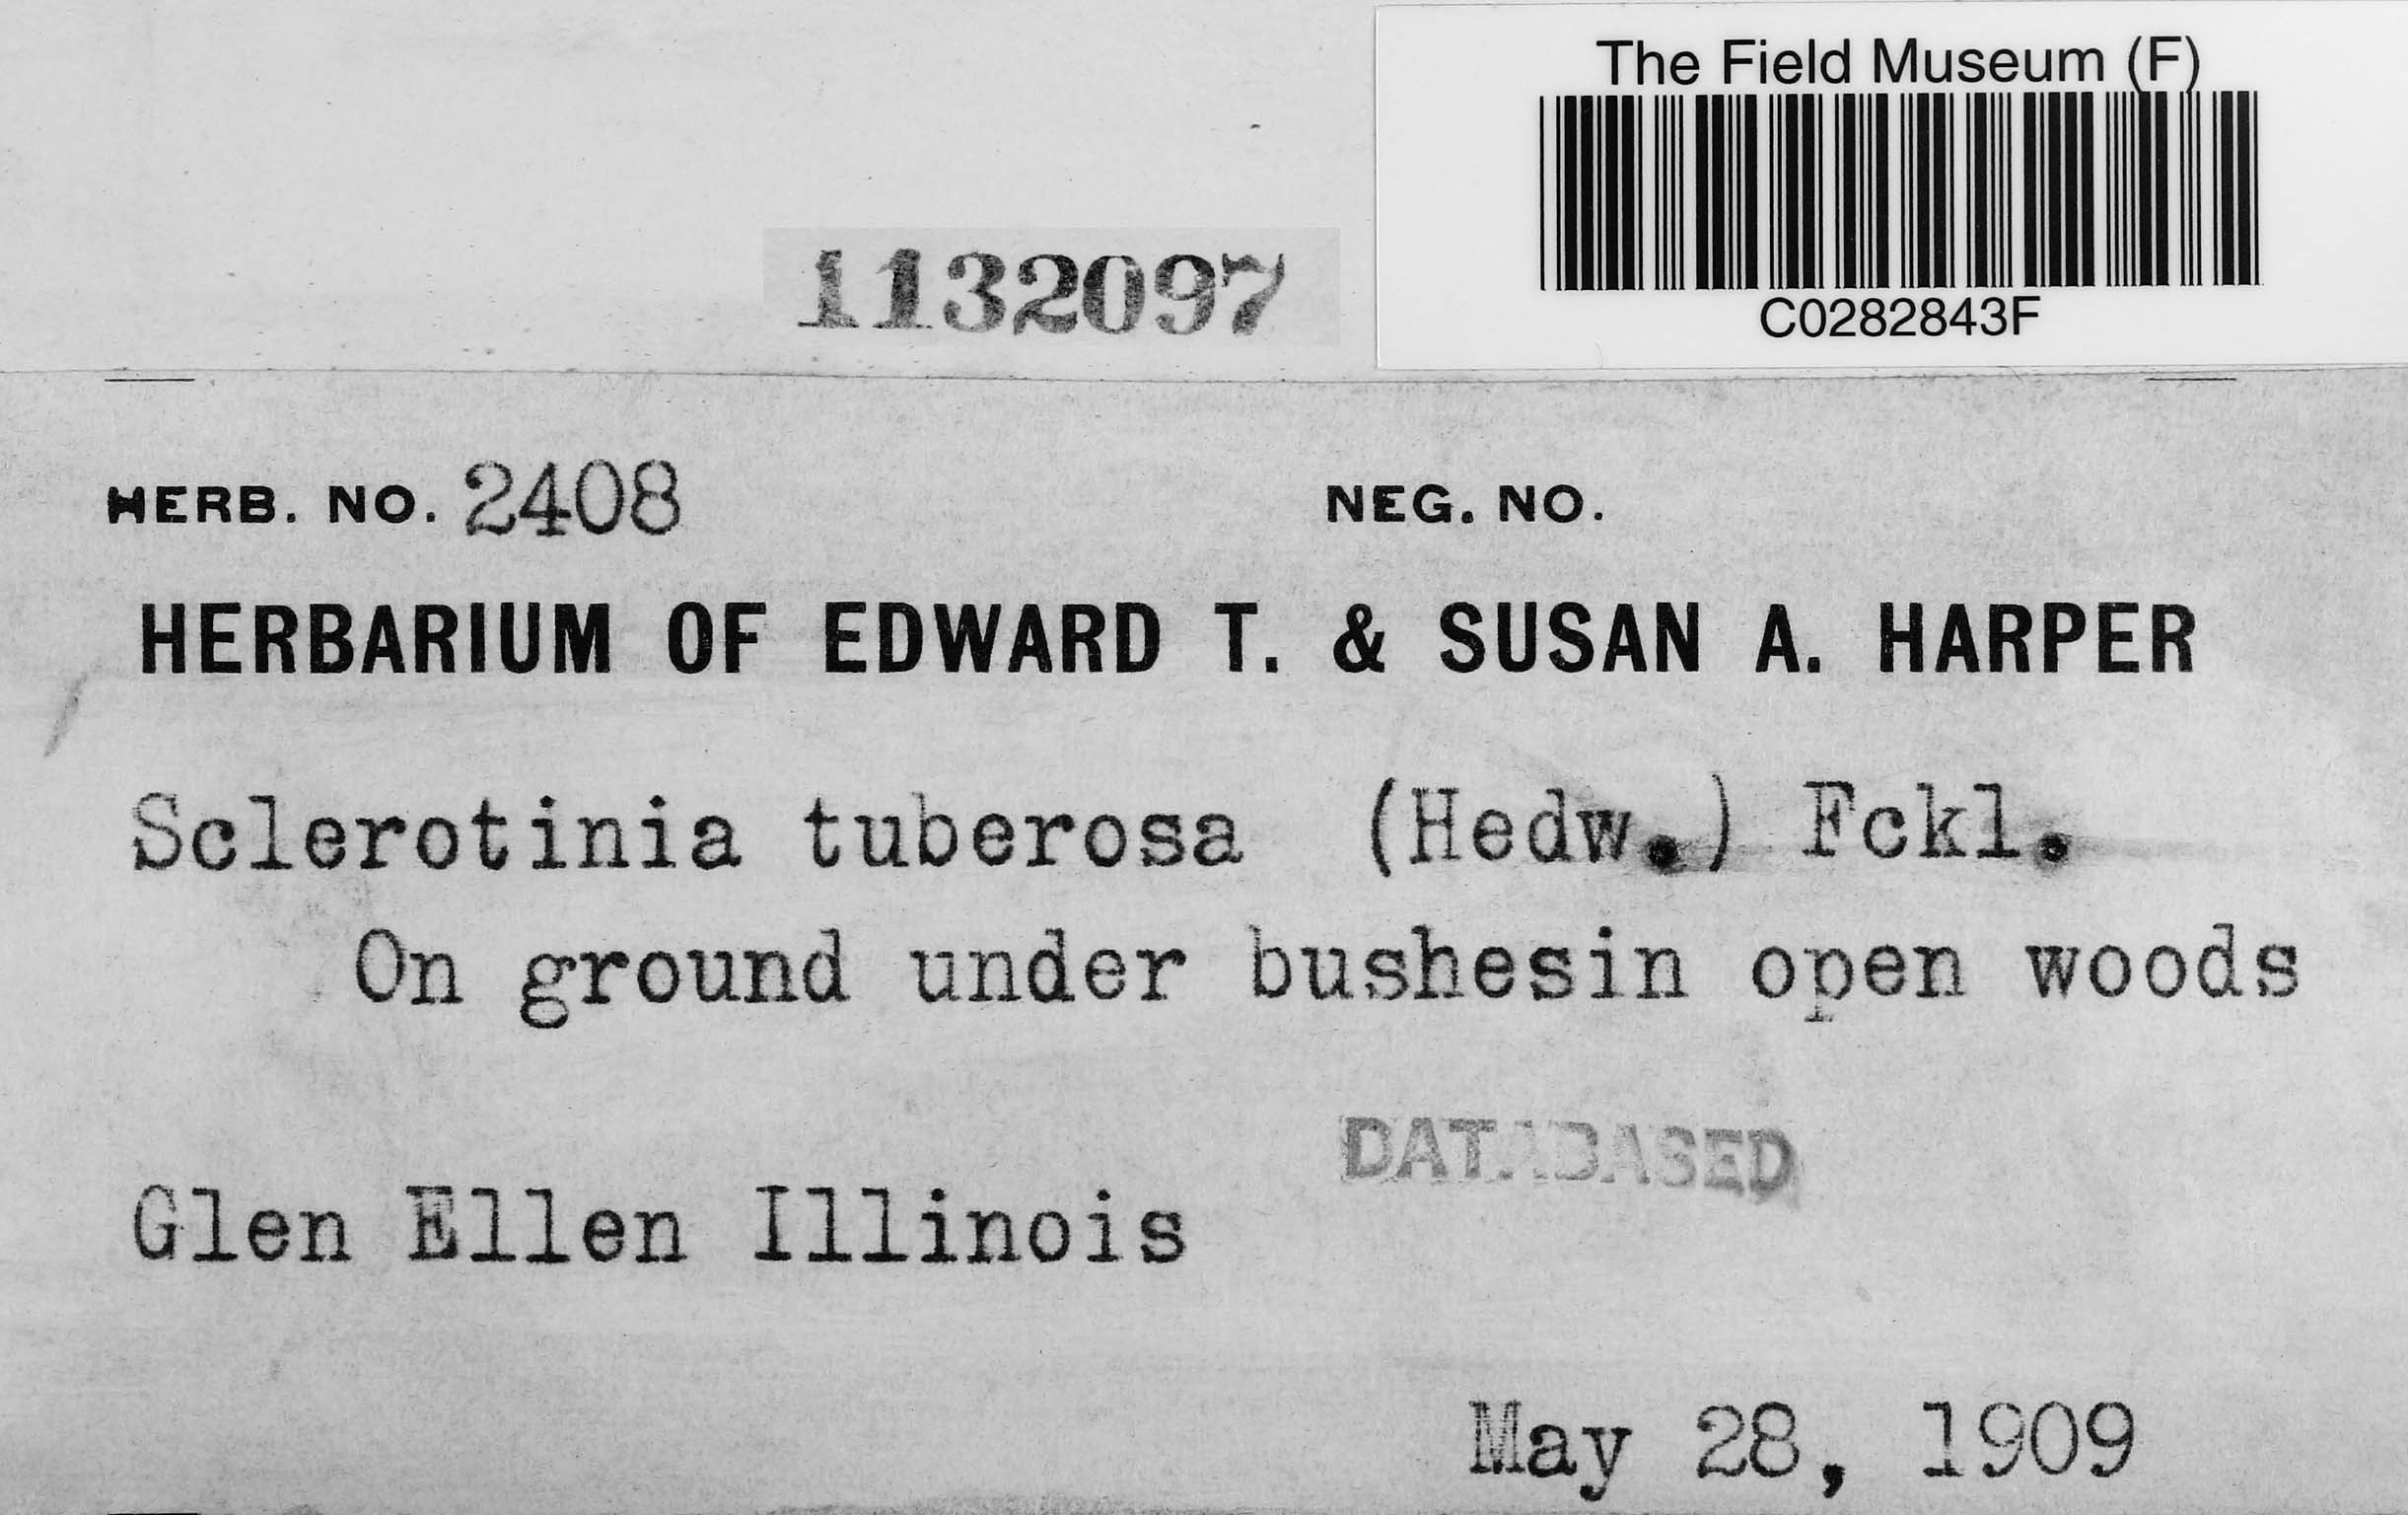 The Field Museum (F)
1132097
C0282843F
HERB. NO. 2408 NEG. NO.
HERBARIUM OF EDWARD T. & SUSAN A. HARPER
Sclerotinia tuberosa (Hedw.) Fckl.
On ground under bushesin open woods
DATABASED
Glen Ellen Illinois
May 28, 1909